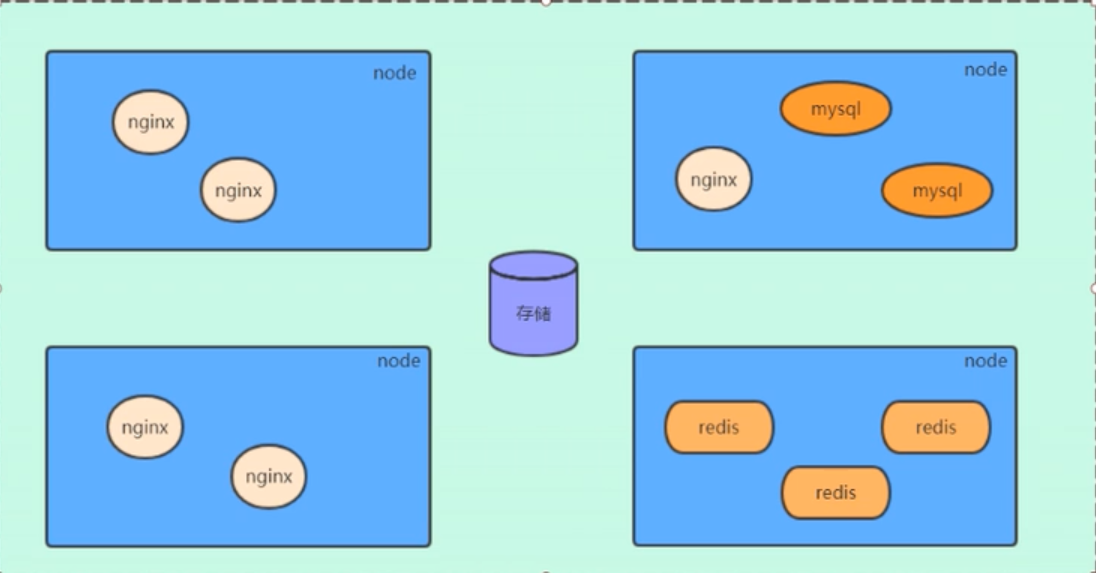 node
nginx
nginx
node
mysql
nginx
mysql
存储
node
nginx
nginx
node
redis
redis
redis